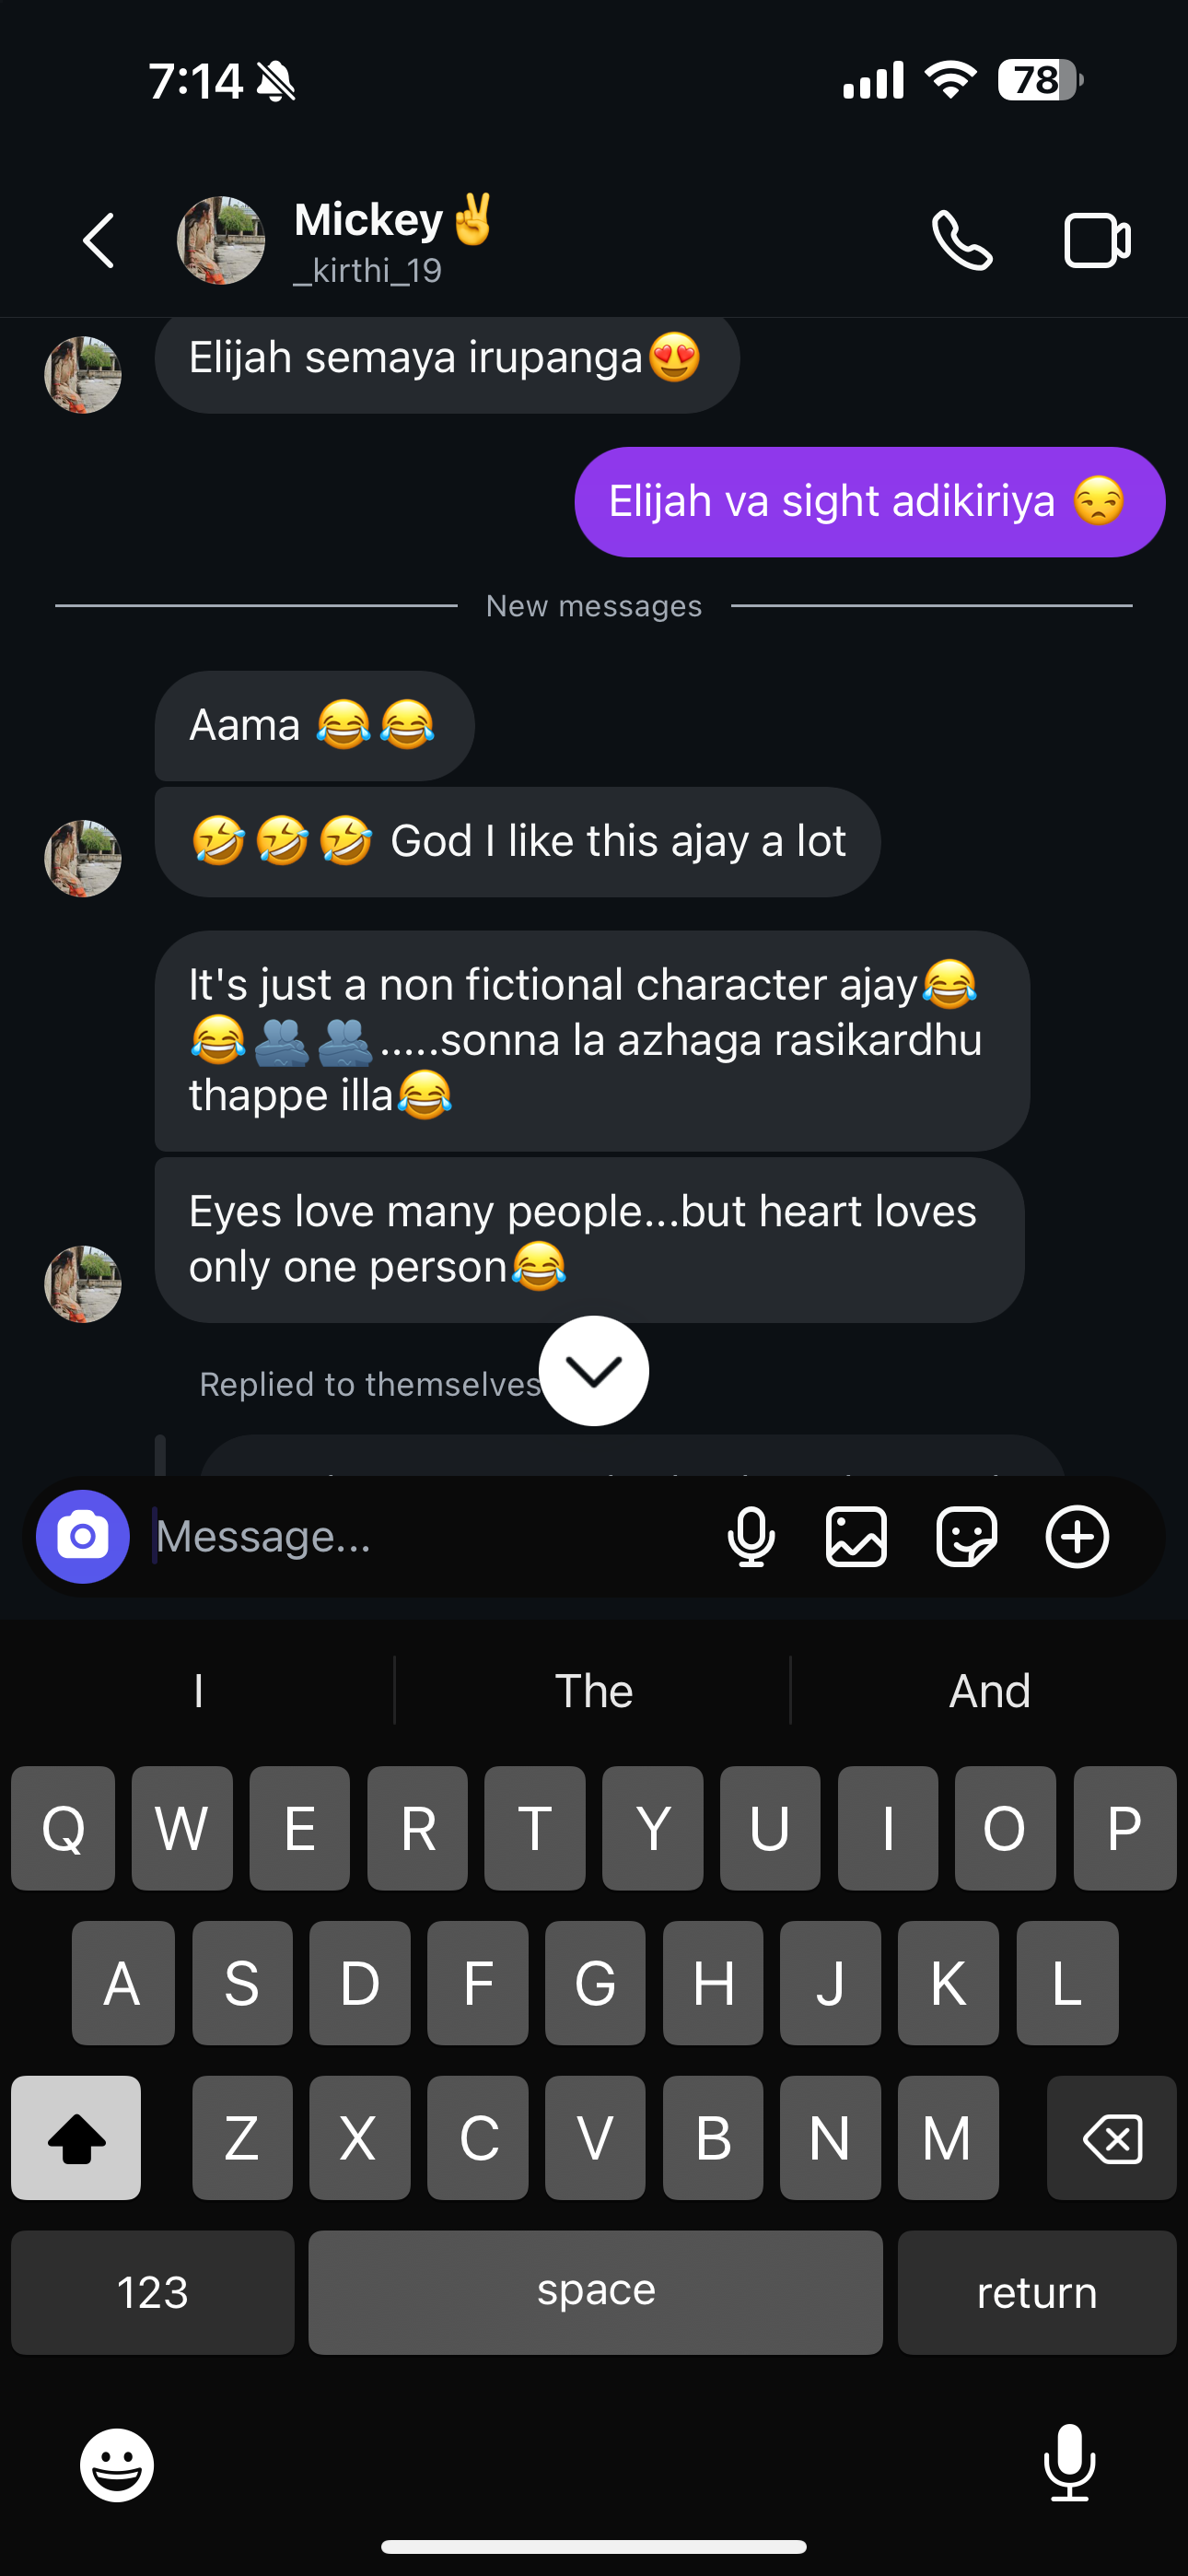 7:14
78
Mickey✌️
_kirthi_19
Elijah semaya irupanga😍
Elijah va sight adikiriya 😒
New messages
Aama 😂😂
🤣🤣🤣 God I like this ajay a lot
It's just a non fictional character ajay😂
😂🫂🫂.....sonna la azhaga rasikardhu
thappe illa😂
Eyes love many people...but heart loves
only one person😂
Replied to themselves
Message...
I The And
Q W E R T Y U I O P
A S D F G H J K L
Z X C V B N M
123 space return